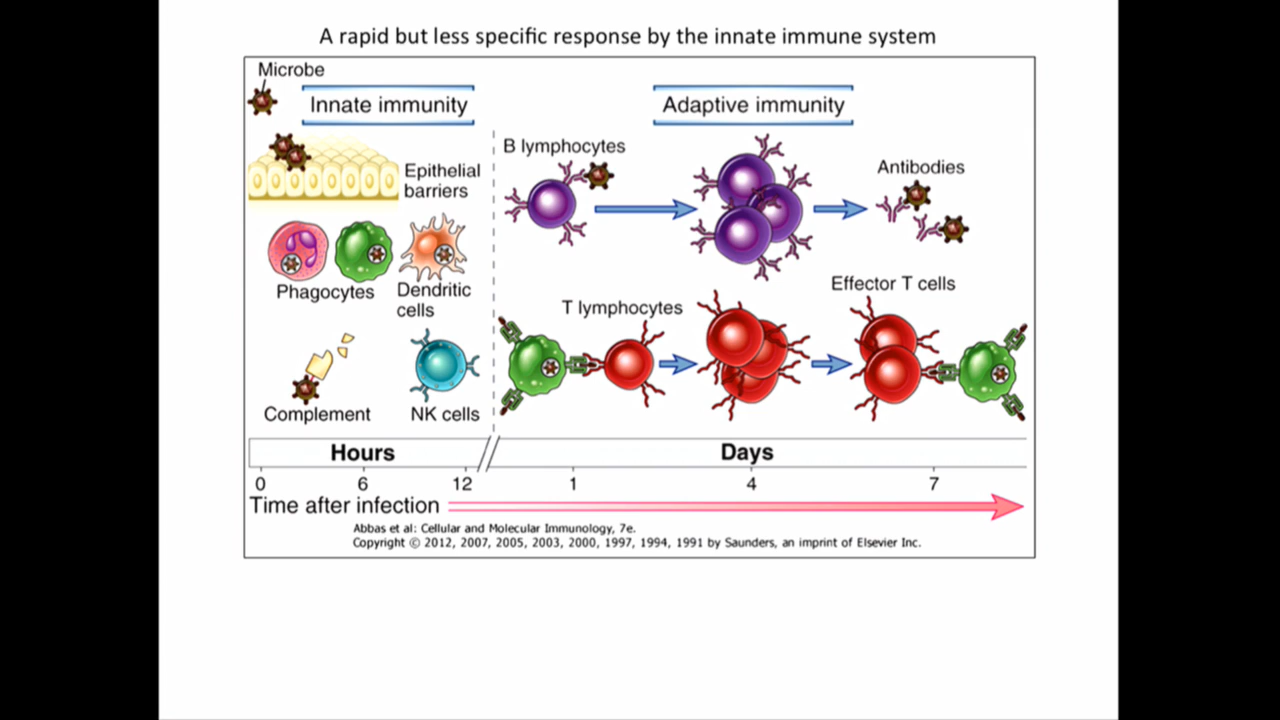 A rapid but less specific response by the innate immune system
Microbe
Innate immunity
Adaptive immunity
B lymphocytes
Epithelial
barriers
Antibodies
Phagocytes
Dendritic
cells
Effector T cells
T lymphocytes
Complement
NK cells
Hours
Days
0 6 12 1 4 7
Time after infection
Abbas et al: Cellular and Molecular Immunology, 7e.
Copyright © 2012, 2007, 2005, 2003, 2000, 1997, 1994, 1991 by Saunders, an imprint of Elsevier Inc.